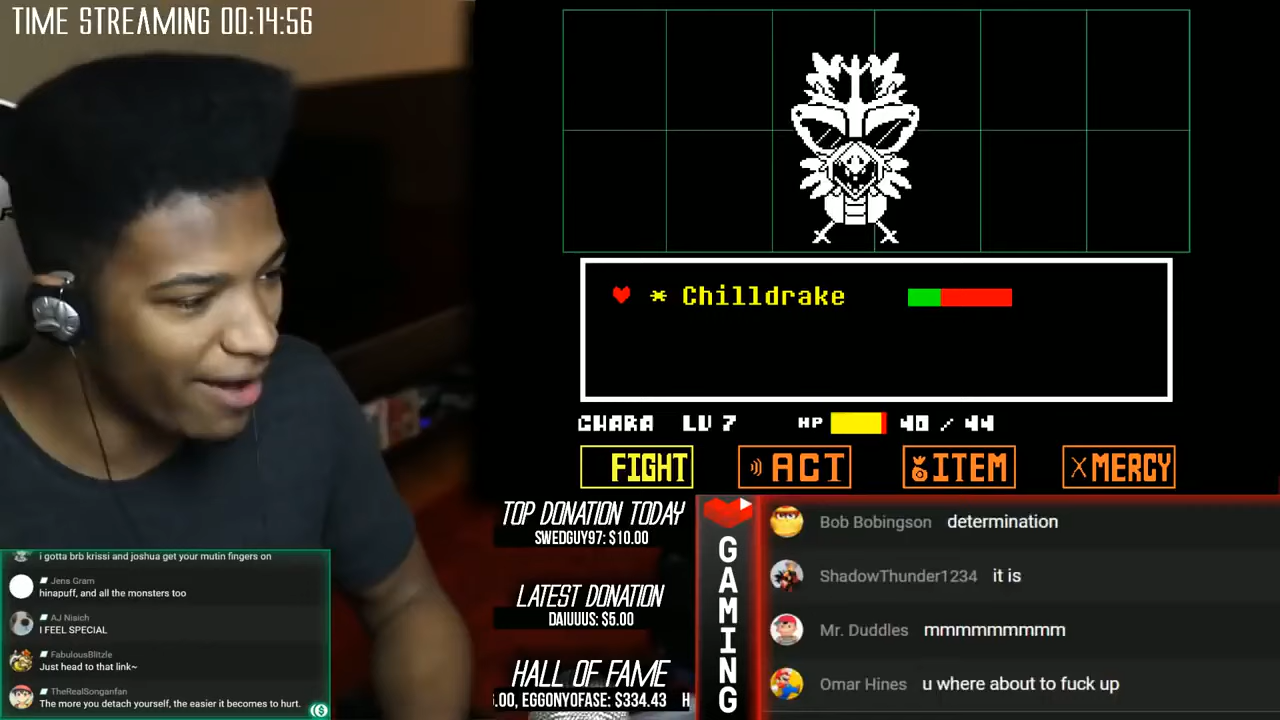 TIME STREAMING 00:14:56
* Chilldrake
CHARA LV 7 HP 40 / 44
FIGHT ACT ITEM MERCY
TOP DONATION TODAY
SWEDGUY97: $10.00
LATEST DONATION
DAIUUUS: $5.00
HALL OF FAME
.00, EGGONYOFASE: $334.43 H
GAMING
Bob Bobingson determination
ShadowThunder1234 it is
Mr. Duddles mmmmmmmmm
Omar Hines u where about to fuck up
i gotta brb krissi and joshua get your mutin fingers on
Jens Gram
hinapuff, and all the monsters too
AJ Nisich
I FEEL SPECIAL
FabulousBlitzle
Just head to that link~
TheRealSonganfan
The more you detach yourself, the easier it becomes to hurt.